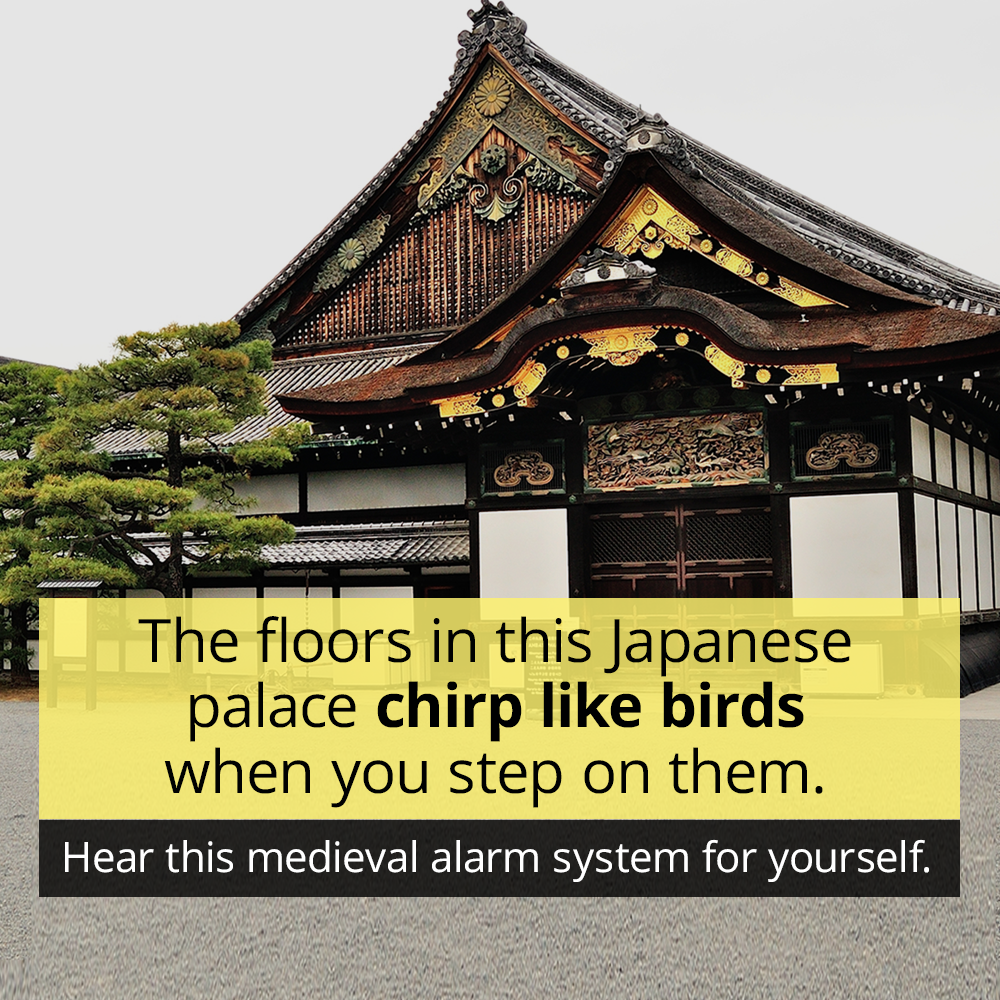 The floors in this Japanese
palace chirp like birds
when you step on them.
Hear this medieval alarm system for yourself.